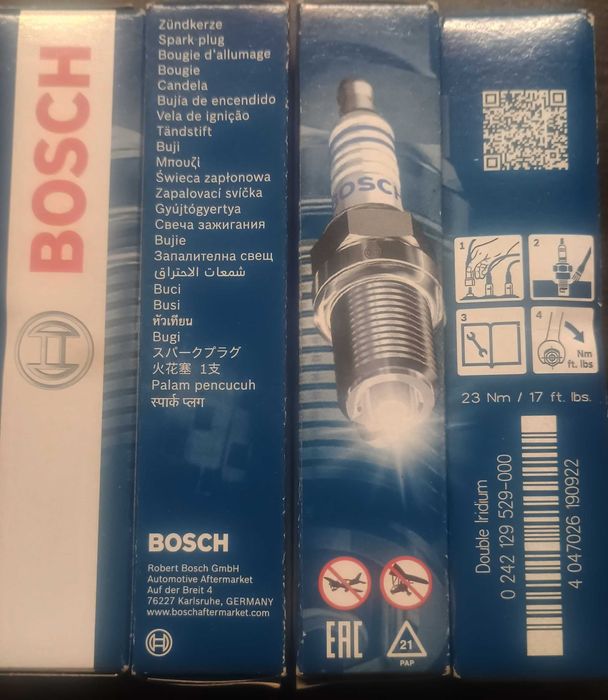 BOSCH
Zündkerze
Spark plug
Bougie d'allumage
Bougie
Candela
Bujía de encendido
Vela de ignição
Tändstift
Buji
Μπουζί
Świeca zapłonowa
Zapalovací svíčka
Gyújtógyertya
Свеча зажигания
Bujie
Запалителна свещ
شمعات الاحتراق
Buci
Busi
หัวเทียน
Bugi
スパークプラグ
火花塞 1支
Palam pencucuh
स्पार्क प्लग
BOSCH
Robert Bosch GmbH
Automotive Aftermarket
Auf der Breit 4
76227 Karlsruhe, GERMANY
www.boschaftermarket.com
BOSCH
EAC
21
PAP
1
2
3
4
Nm
ft. lbs
23 Nm / 17 ft. lbs.
Double Iridium
0 242 129 529-000
4 047026 190922